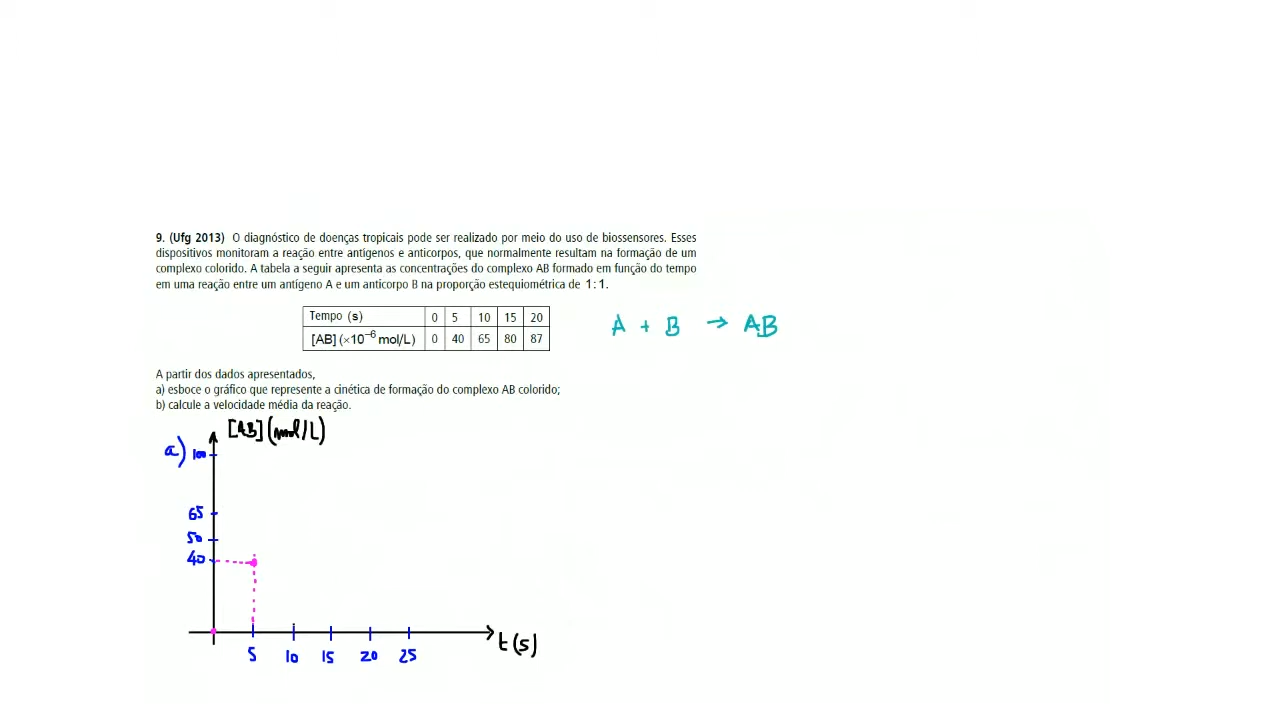 9. (Ufg 2013) O diagnóstico de doenças tropicais pode ser realizado por meio do uso de biossensores. Esses
dispositivos monitoram a reação entre antígenos e anticorpos, que normalmente resultam na formação de um
complexo colorido. A tabela a seguir apresenta as concentrações do complexo AB formado em função do tempo
em uma reação entre um antígeno A e um anticorpo B na proporção estequiométrica de 1:1.
Tempo (s) 0 5 10 15 20
[AB] (×10⁻⁶ mol/L) 0 40 65 80 87
A + B → AB
A partir dos dados apresentados,
a) esboce o gráfico que represente a cinética de formação do complexo AB colorido;
b) calcule a velocidade média da reação.
[AB] (mol/L)
a)
100
65
50
40
t (s)
5 10 15 20 25